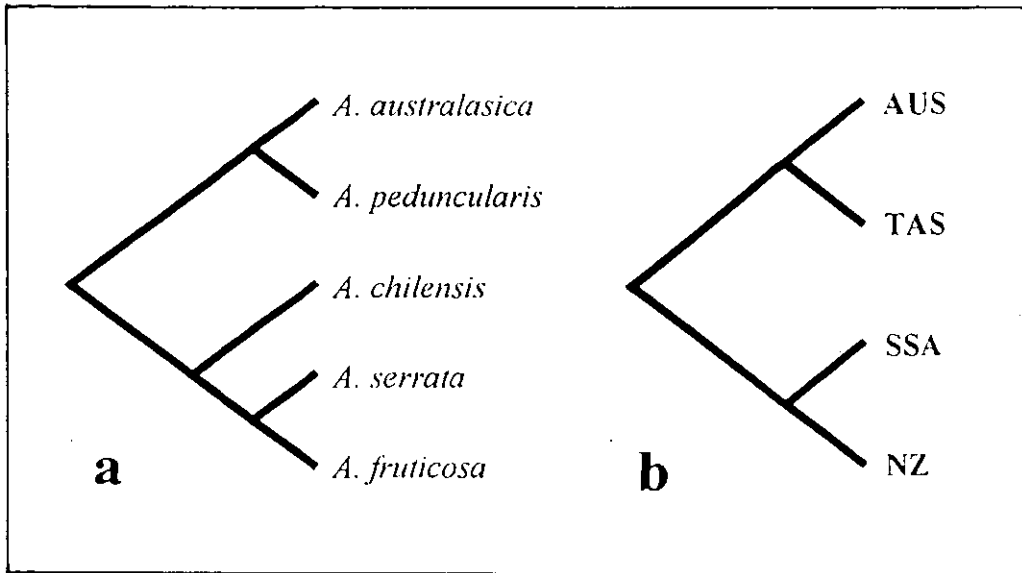 A. australasica
A. peduncularis
A. chilensis
A. serrata
A. fruticosa
a
AUS
TAS
SSA
NZ
b